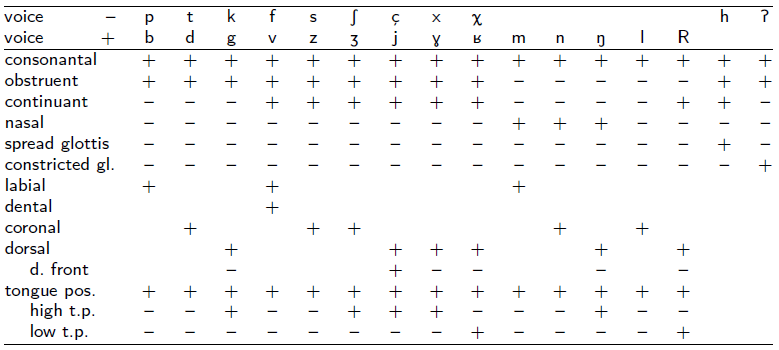 voice – p t k f s ʃ ç x χ h ʔ
voice + b d g v z ʒ j ɣ ʁ m n ŋ l R
consonantal + + + + + + + + + + + + + + + +
obstruent + + + + + + + + + – – – – – + +
continuant – – – + + + + + + – – – – + + –
nasal – – – – – – – – – + + + – – – –
spread glottis – – – – – – – – – – – – – – + –
constricted gl. – – – – – – – – – – – – – – – +
labial + + +
dental +
coronal + + + + +
dorsal + + + + + +
d. front – + – – – –
tongue pos. + + + + + + + + + + + + + +
high t.p. – – + – – + + + – – – + – –
low t.p. – – – – – – – – + – – – – +